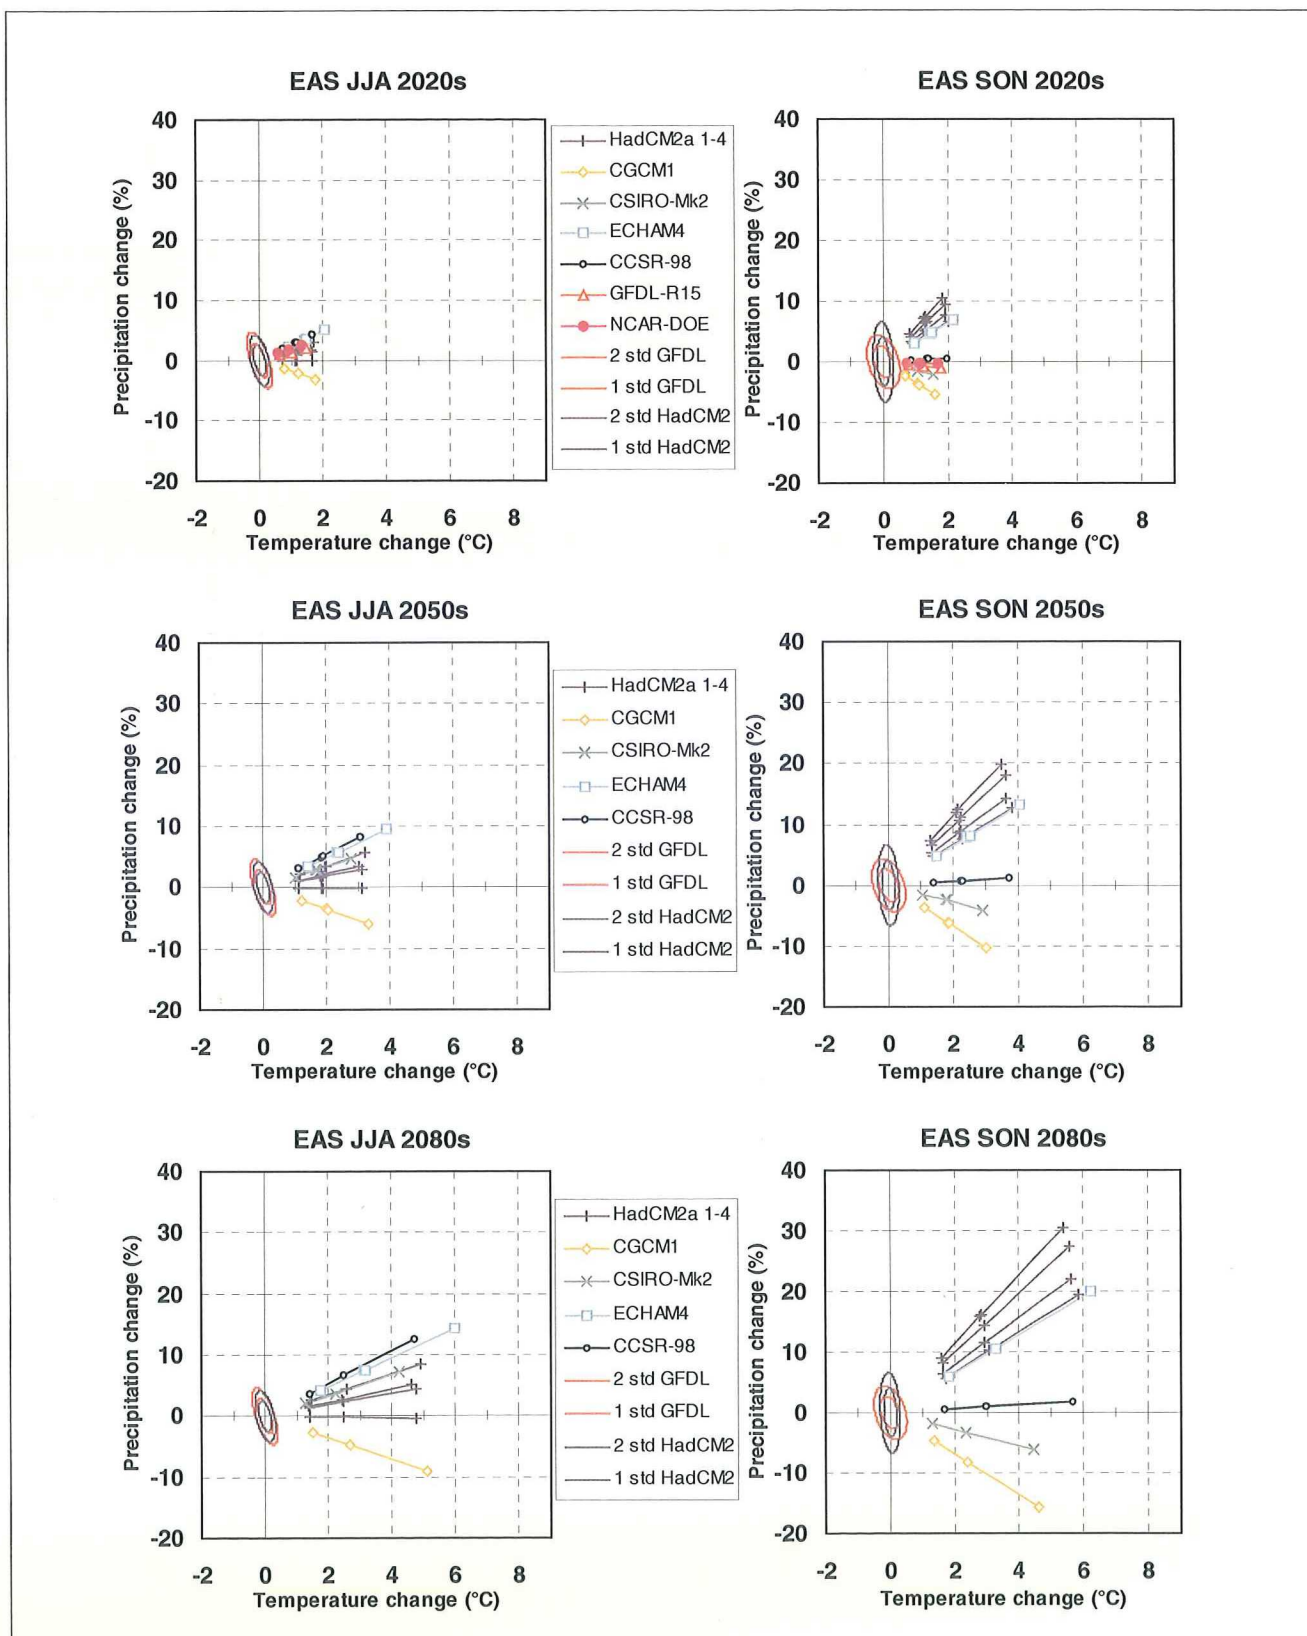 EAS JJA 2020s
40
30
20
10
0
-10
-20
Precipitation change (%)
-2 0 2 4 6 8
Temperature change (°C)
HadCM2a 1-4
CGCM1
CSIRO-Mk2
ECHAM4
CCSR-98
GFDL-R15
NCAR-DOE
2 std GFDL
1 std GFDL
2 std HadCM2
1 std HadCM2
EAS SON 2020s
40
30
20
10
0
-10
-20
Precipitation change (%)
-2 0 2 4 6 8
Temperature change (°C)
EAS JJA 2050s
40
30
20
10
0
-10
-20
Precipitation change (%)
-2 0 2 4 6 8
Temperature change (°C)
HadCM2a 1-4
CGCM1
CSIRO-Mk2
ECHAM4
CCSR-98
2 std GFDL
1 std GFDL
2 std HadCM2
1 std HadCM2
EAS SON 2050s
40
30
20
10
0
-10
-20
Precipitation change (%)
-2 0 2 4 6 8
Temperature change (°C)
EAS JJA 2080s
40
30
20
10
0
-10
-20
Precipitation change (%)
-2 0 2 4 6 8
Temperature change (°C)
HadCM2a 1-4
CGCM1
CSIRO-Mk2
ECHAM4
CCSR-98
2 std GFDL
1 std GFDL
2 std HadCM2
1 std HadCM2
EAS SON 2080s
40
30
20
10
0
-10
-20
Precipitation change (%)
-2 0 2 4 6 8
Temperature change (°C)